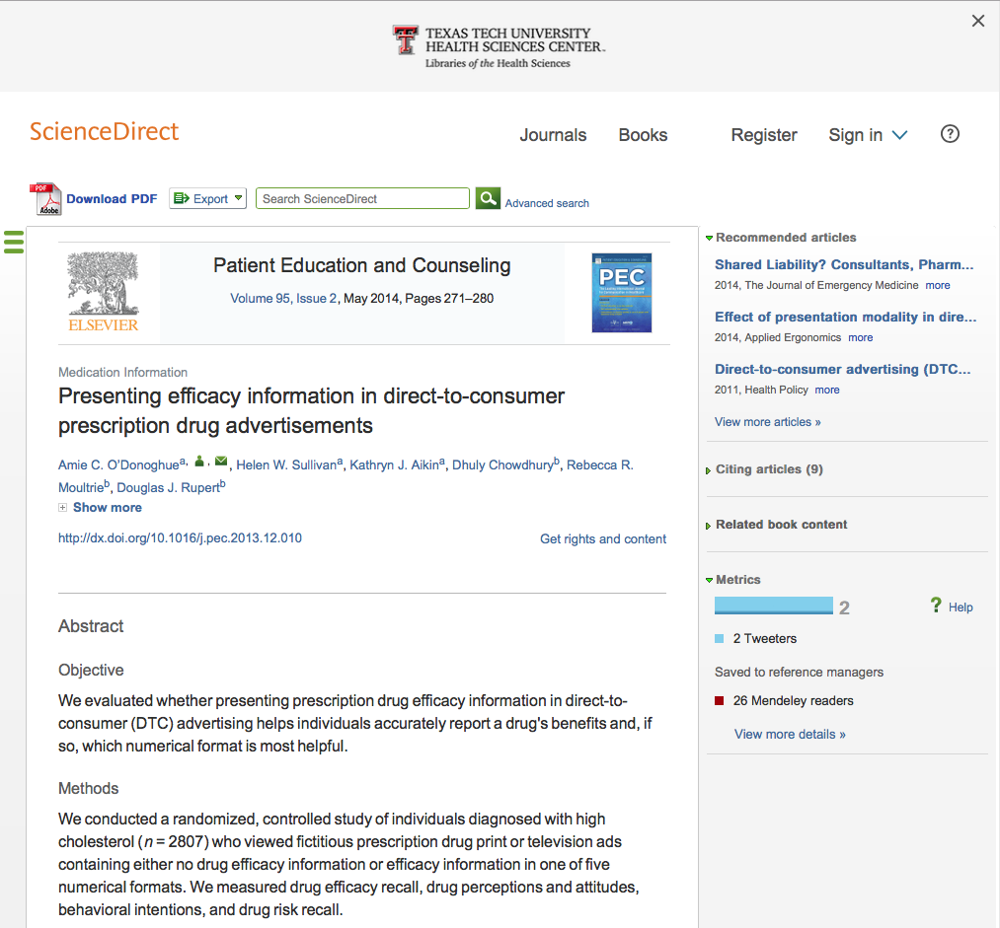 TEXAS TECH UNIVERSITY
HEALTH SCIENCES CENTER™
Libraries of the Health Sciences
ScienceDirect
Journals Books Register Sign in ?
PDF
Adobe
Download PDF Export Search ScienceDirect Advanced search
ELSEVIER
Patient Education and Counseling
Volume 95, Issue 2, May 2014, Pages 271–280
PEC
Medication Information
Presenting efficacy information in direct-to-consumer
prescription drug advertisements
Amie C. O'Donoghueᵃ, , , Helen W. Sullivanᵃ, Kathryn J. Aikinᵃ, Dhuly Chowdhuryᵇ, Rebecca R.
Moultrieᵇ, Douglas J. Rupertᵇ
Show more
http://dx.doi.org/10.1016/j.pec.2013.12.010 Get rights and content
Abstract
Objective
We evaluated whether presenting prescription drug efficacy information in direct-to-
consumer (DTC) advertising helps individuals accurately report a drug's benefits and, if
so, which numerical format is most helpful.
Methods
We conducted a randomized, controlled study of individuals diagnosed with high
cholesterol (n = 2807) who viewed fictitious prescription drug print or television ads
containing either no drug efficacy information or efficacy information in one of five
numerical formats. We measured drug efficacy recall, drug perceptions and attitudes,
behavioral intentions, and drug risk recall.
Recommended articles
Shared Liability? Consultants, Pharm...
2014, The Journal of Emergency Medicine more
Effect of presentation modality in dire...
2014, Applied Ergonomics more
Direct-to-consumer advertising (DTC...
2011, Health Policy more
View more articles »
Citing articles (9)
Related book content
Metrics
2 ? Help
2 Tweeters
Saved to reference managers
26 Mendeley readers
View more details »